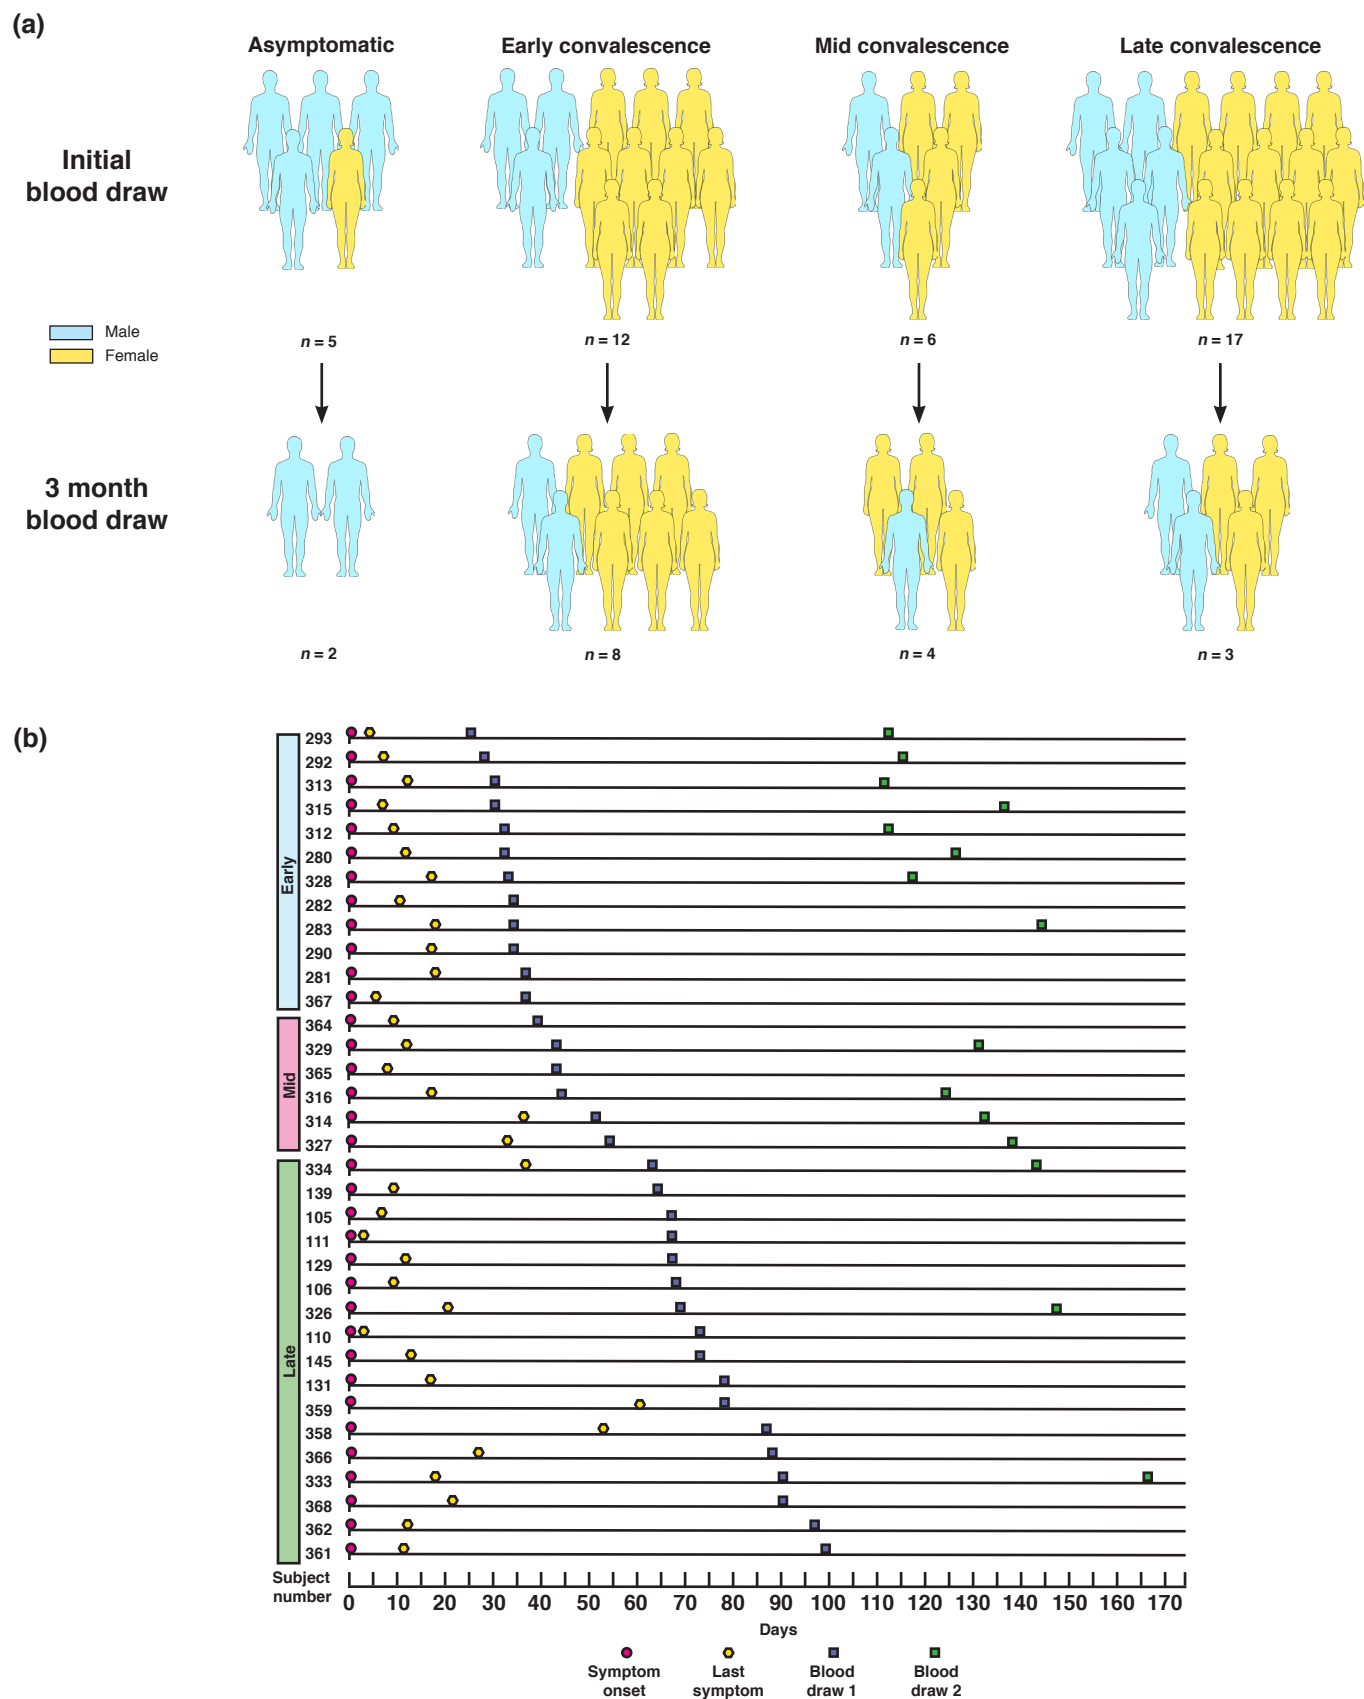 (a)
Asymptomatic
Early convalescence
Mid convalescence
Late convalescence
Initial
blood draw
Male
Female
n = 5
n = 12
n = 6
n = 17
3 month
blood draw
n = 2
n = 8
n = 4
n = 3
(b)
Early
293
292
313
315
312
280
328
282
283
290
281
367
Mid
364
329
365
316
314
327
Late
334
139
105
111
129
106
326
110
145
131
359
358
366
333
368
362
361
Subject
number
0 10 20 30 40 50 60 70 80 90 100 110 120 130 140 150 160 170
Days
Symptom
onset
Last
symptom
Blood
draw 1
Blood
draw 2